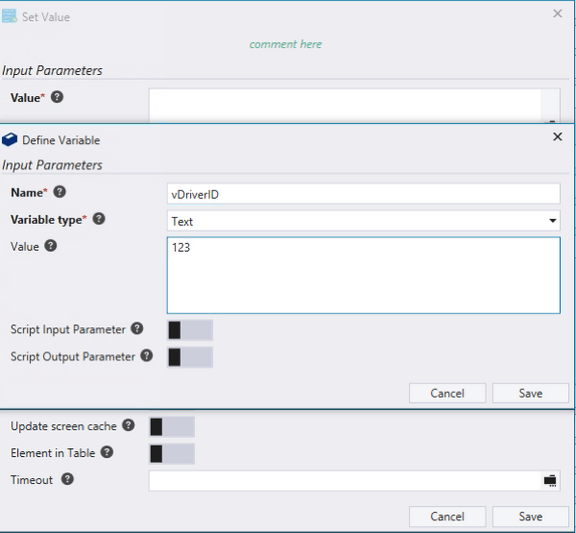 Set Value
comment here
Input Parameters
Value* ?
Define Variable
Input Parameters
Name* ? vDriverID
Variable type* ? Text
Value ? 123
Script Input Parameter ?
Script Output Parameter ?
Cancel Save
Update screen cache ?
Element in Table ?
Timeout ?
Cancel Save